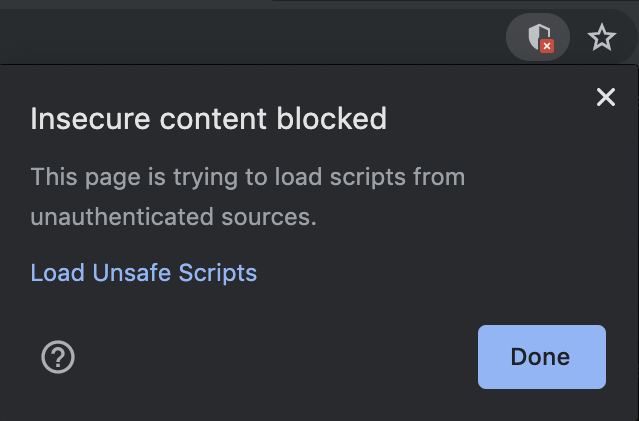 Insecure content blocked
This page is trying to load scripts from
unauthenticated sources.
Load Unsafe Scripts
Done